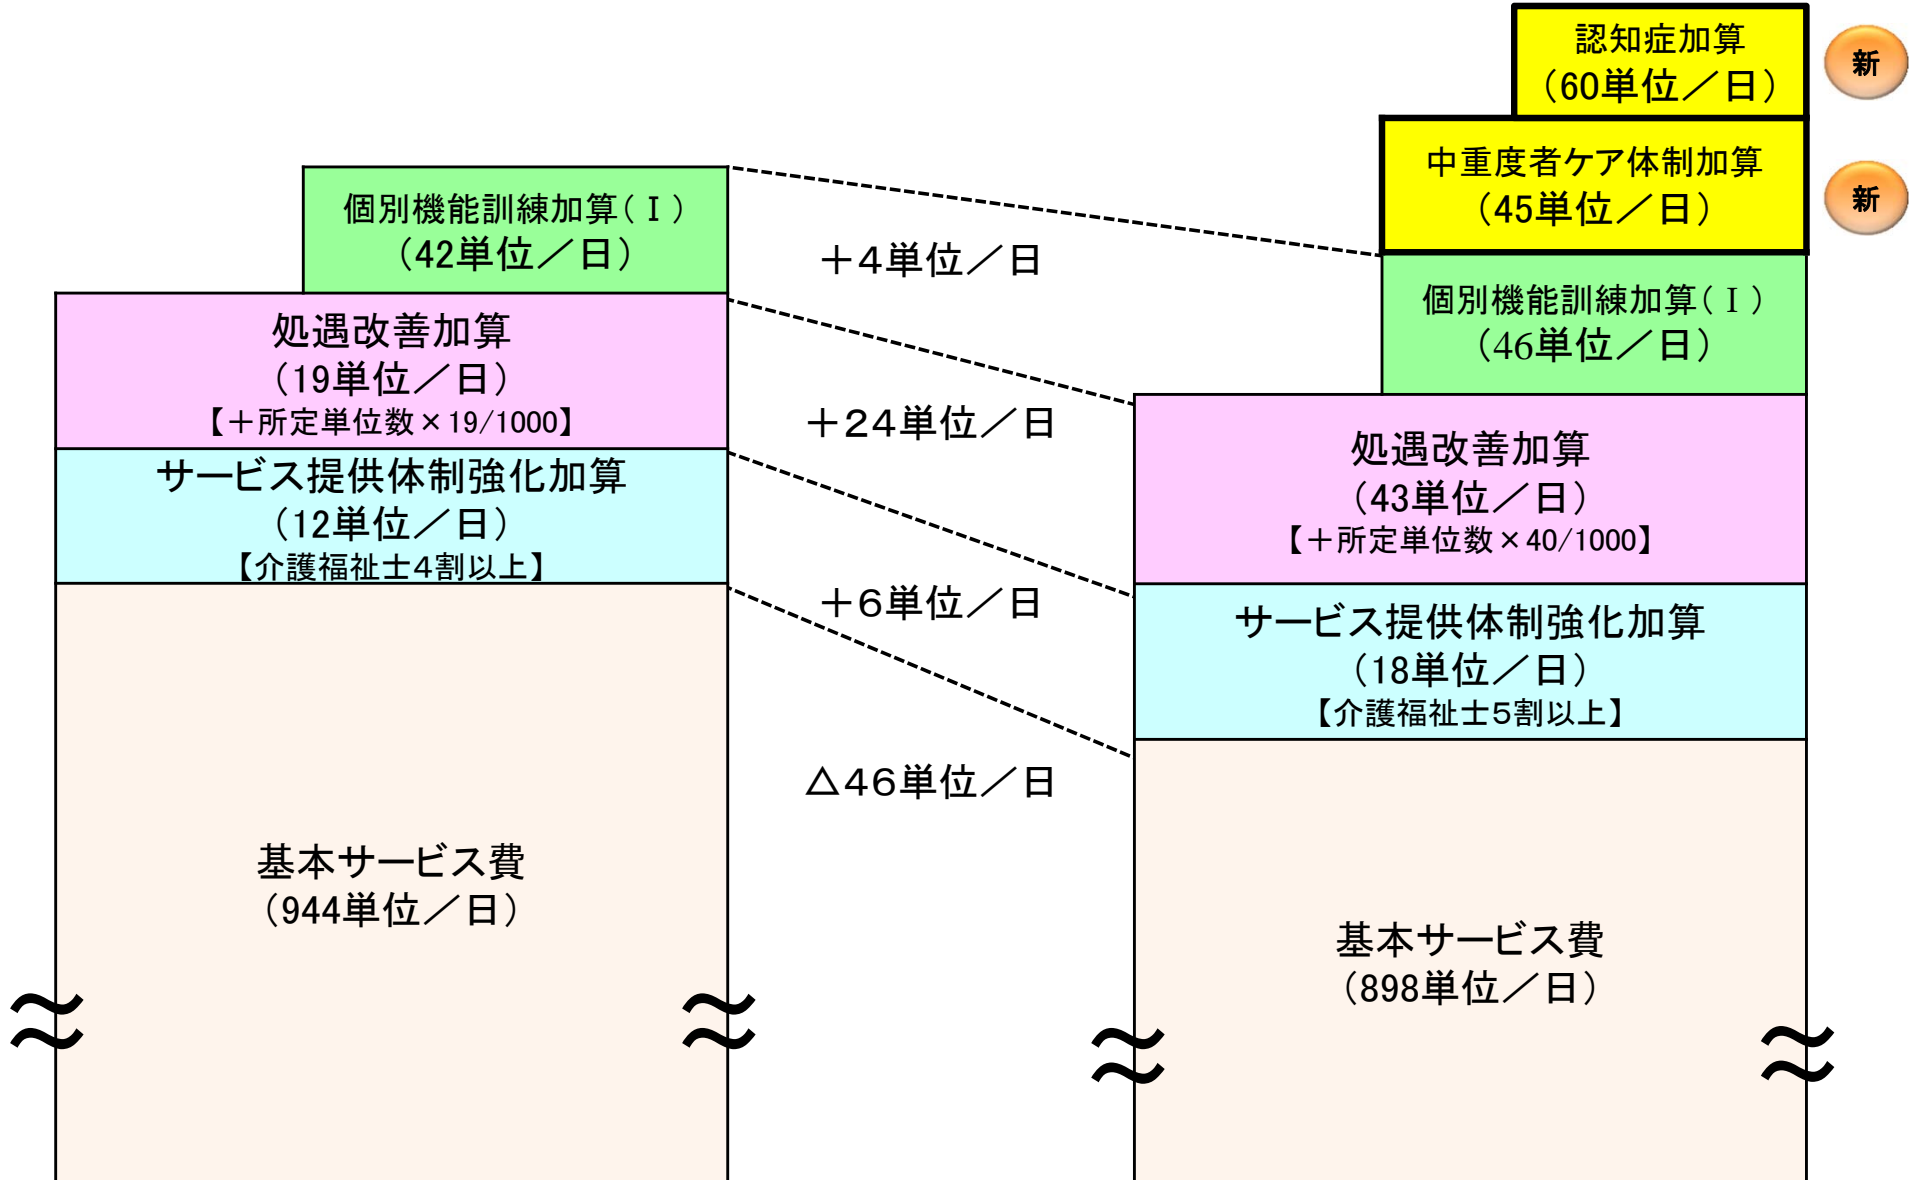 個別機能訓練加算(Ⅰ)
(42単位／日)
処遇改善加算
(19単位／日)
【＋所定単位数×19/1000】
サービス提供体制強化加算
(12単位／日)
【介護福祉士4割以上】
基本サービス費
(944単位／日)
＋4単位／日
＋24単位／日
＋6単位／日
△46単位／日
認知症加算
(60単位／日)
新
中重度者ケア体制加算
(45単位／日)
新
個別機能訓練加算(Ⅰ)
(46単位／日)
処遇改善加算
(43単位／日)
【＋所定単位数×40/1000】
サービス提供体制強化加算
(18単位／日)
【介護福祉士5割以上】
基本サービス費
(898単位／日)